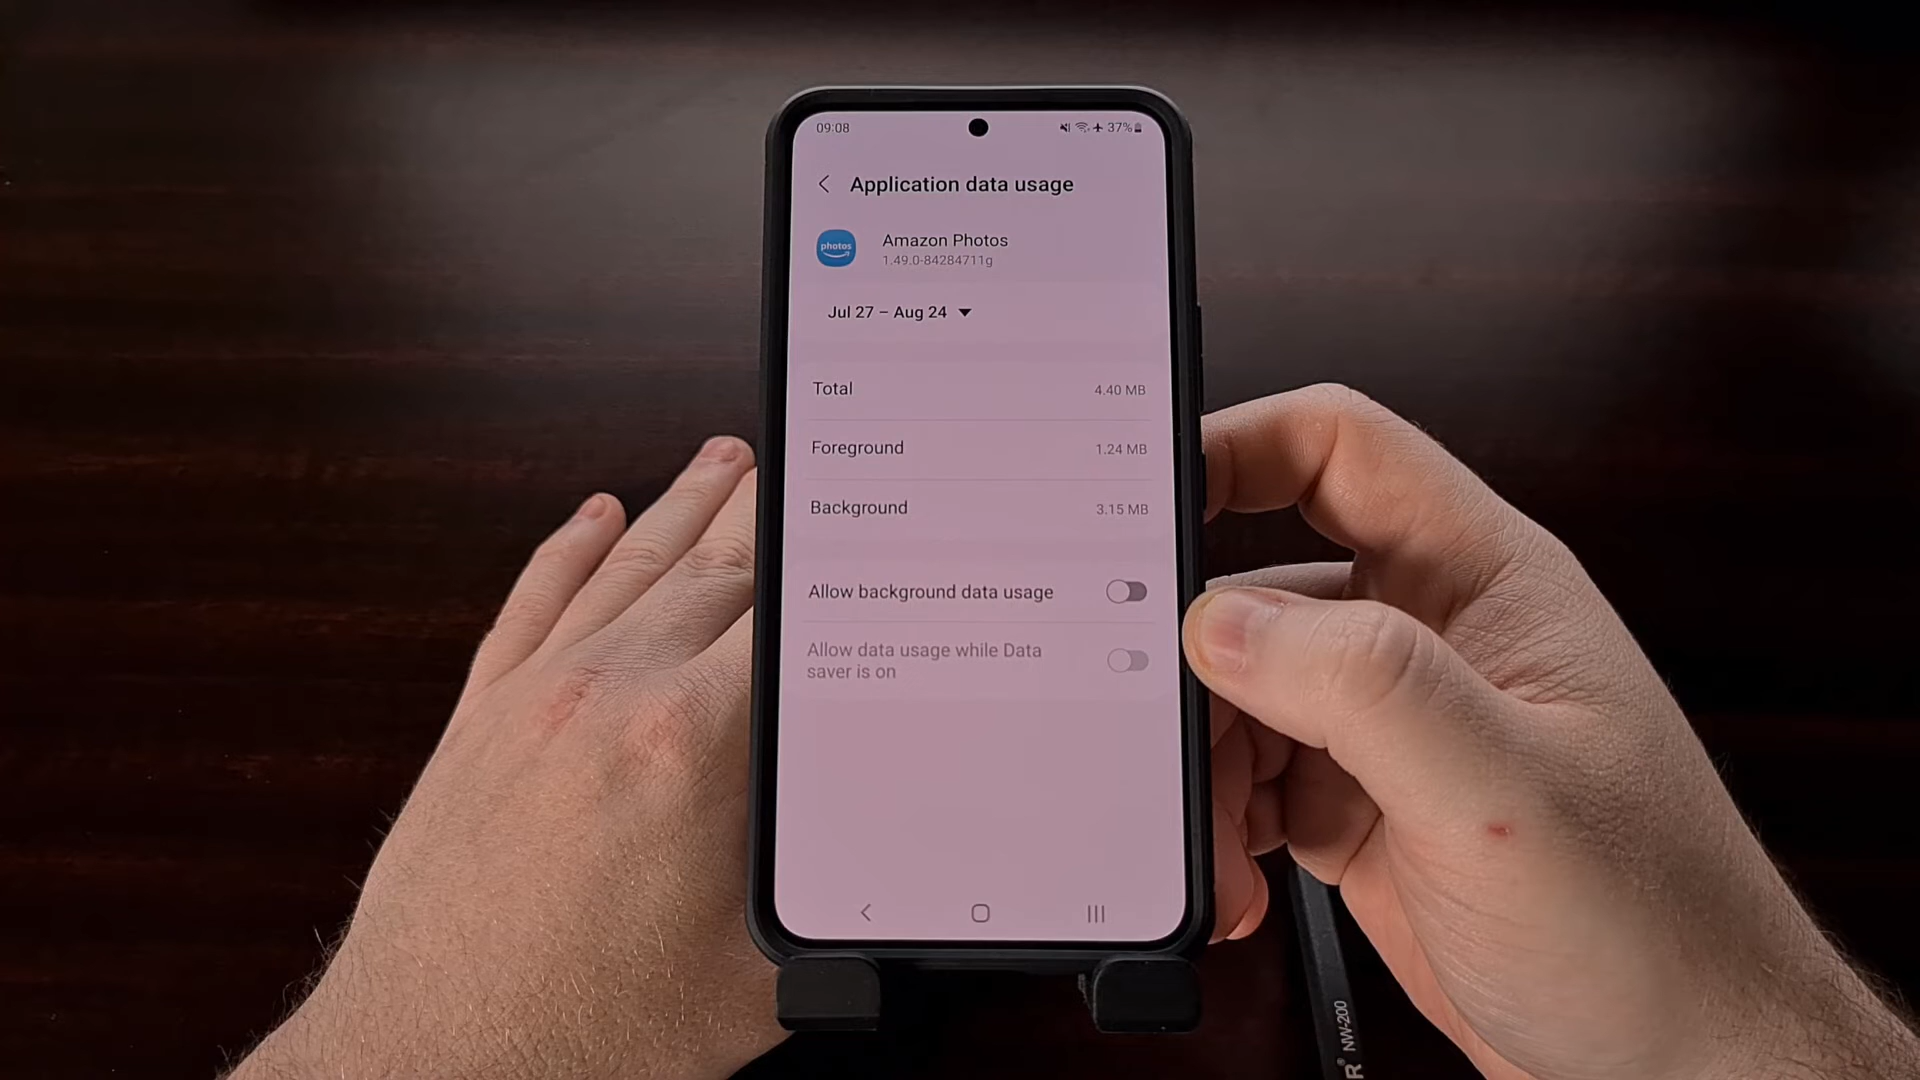 09:08
37%
Application data usage
photos
Amazon Photos
1.49.0-84284711g
Jul 27 – Aug 24
Total
4.40 MB
Foreground
1.24 MB
Background
3.15 MB
Allow background data usage
Allow data usage while Data
saver is on
R® NW-200